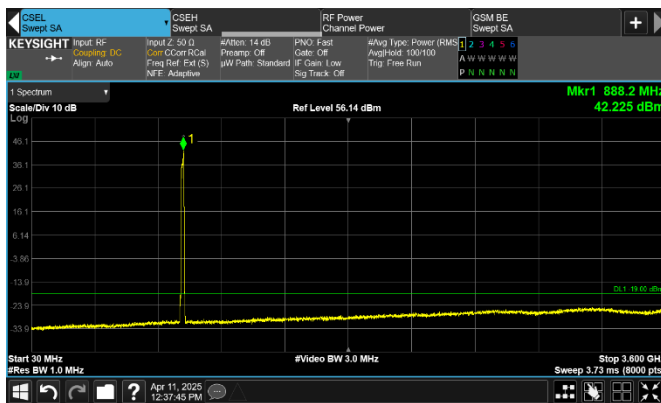 CSEL
Swept SA
CSEH
Swept SA
RF Power
Channel Power
GSM BE
Swept SA
+
KEYSIGHT
Input: RF
Coupling: DC
Align: Auto
Input Z: 50 Ω
Corr CCorr RCal
Freq Ref: Ext (S)
NFE: Adaptive
#Atten: 14 dB
Preamp: Off
µW Path: Standard
PNO: Fast
Gate: Off
IF Gain: Low
Sig Track: Off
#Avg Type: Power (RMS
Avg|Hold: 100/100
Trig: Free Run
1 2 3 4 5 6
A W W W W W
P N N N N N
1 Spectrum
Scale/Div 10 dB
Log
Ref Level 56.14 dBm
Mkr1 888.2 MHz
42.225 dBm
1
46.1
36.1
26.1
16.1
6.14
-3.86
-13.9
-23.9
-33.9
Start 30 MHz
#Res BW 1.0 MHz
#Video BW 3.0 MHz
Stop 3.600 GH
Sweep 3.73 ms (8000 pts
?
Apr 11, 2025
12:37:45 PM